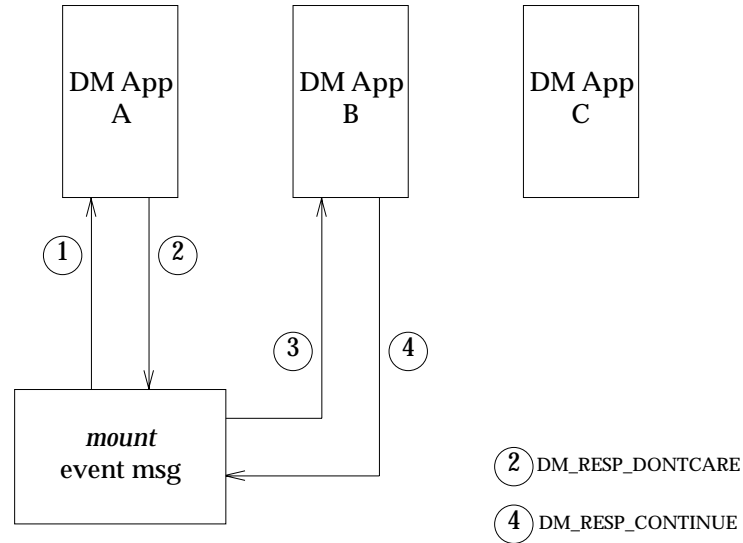 DM App
A
DM App
B
DM App
C
1
2
3
4
mount
event msg
2 DM_RESP_DONTCARE
4 DM_RESP_CONTINUE